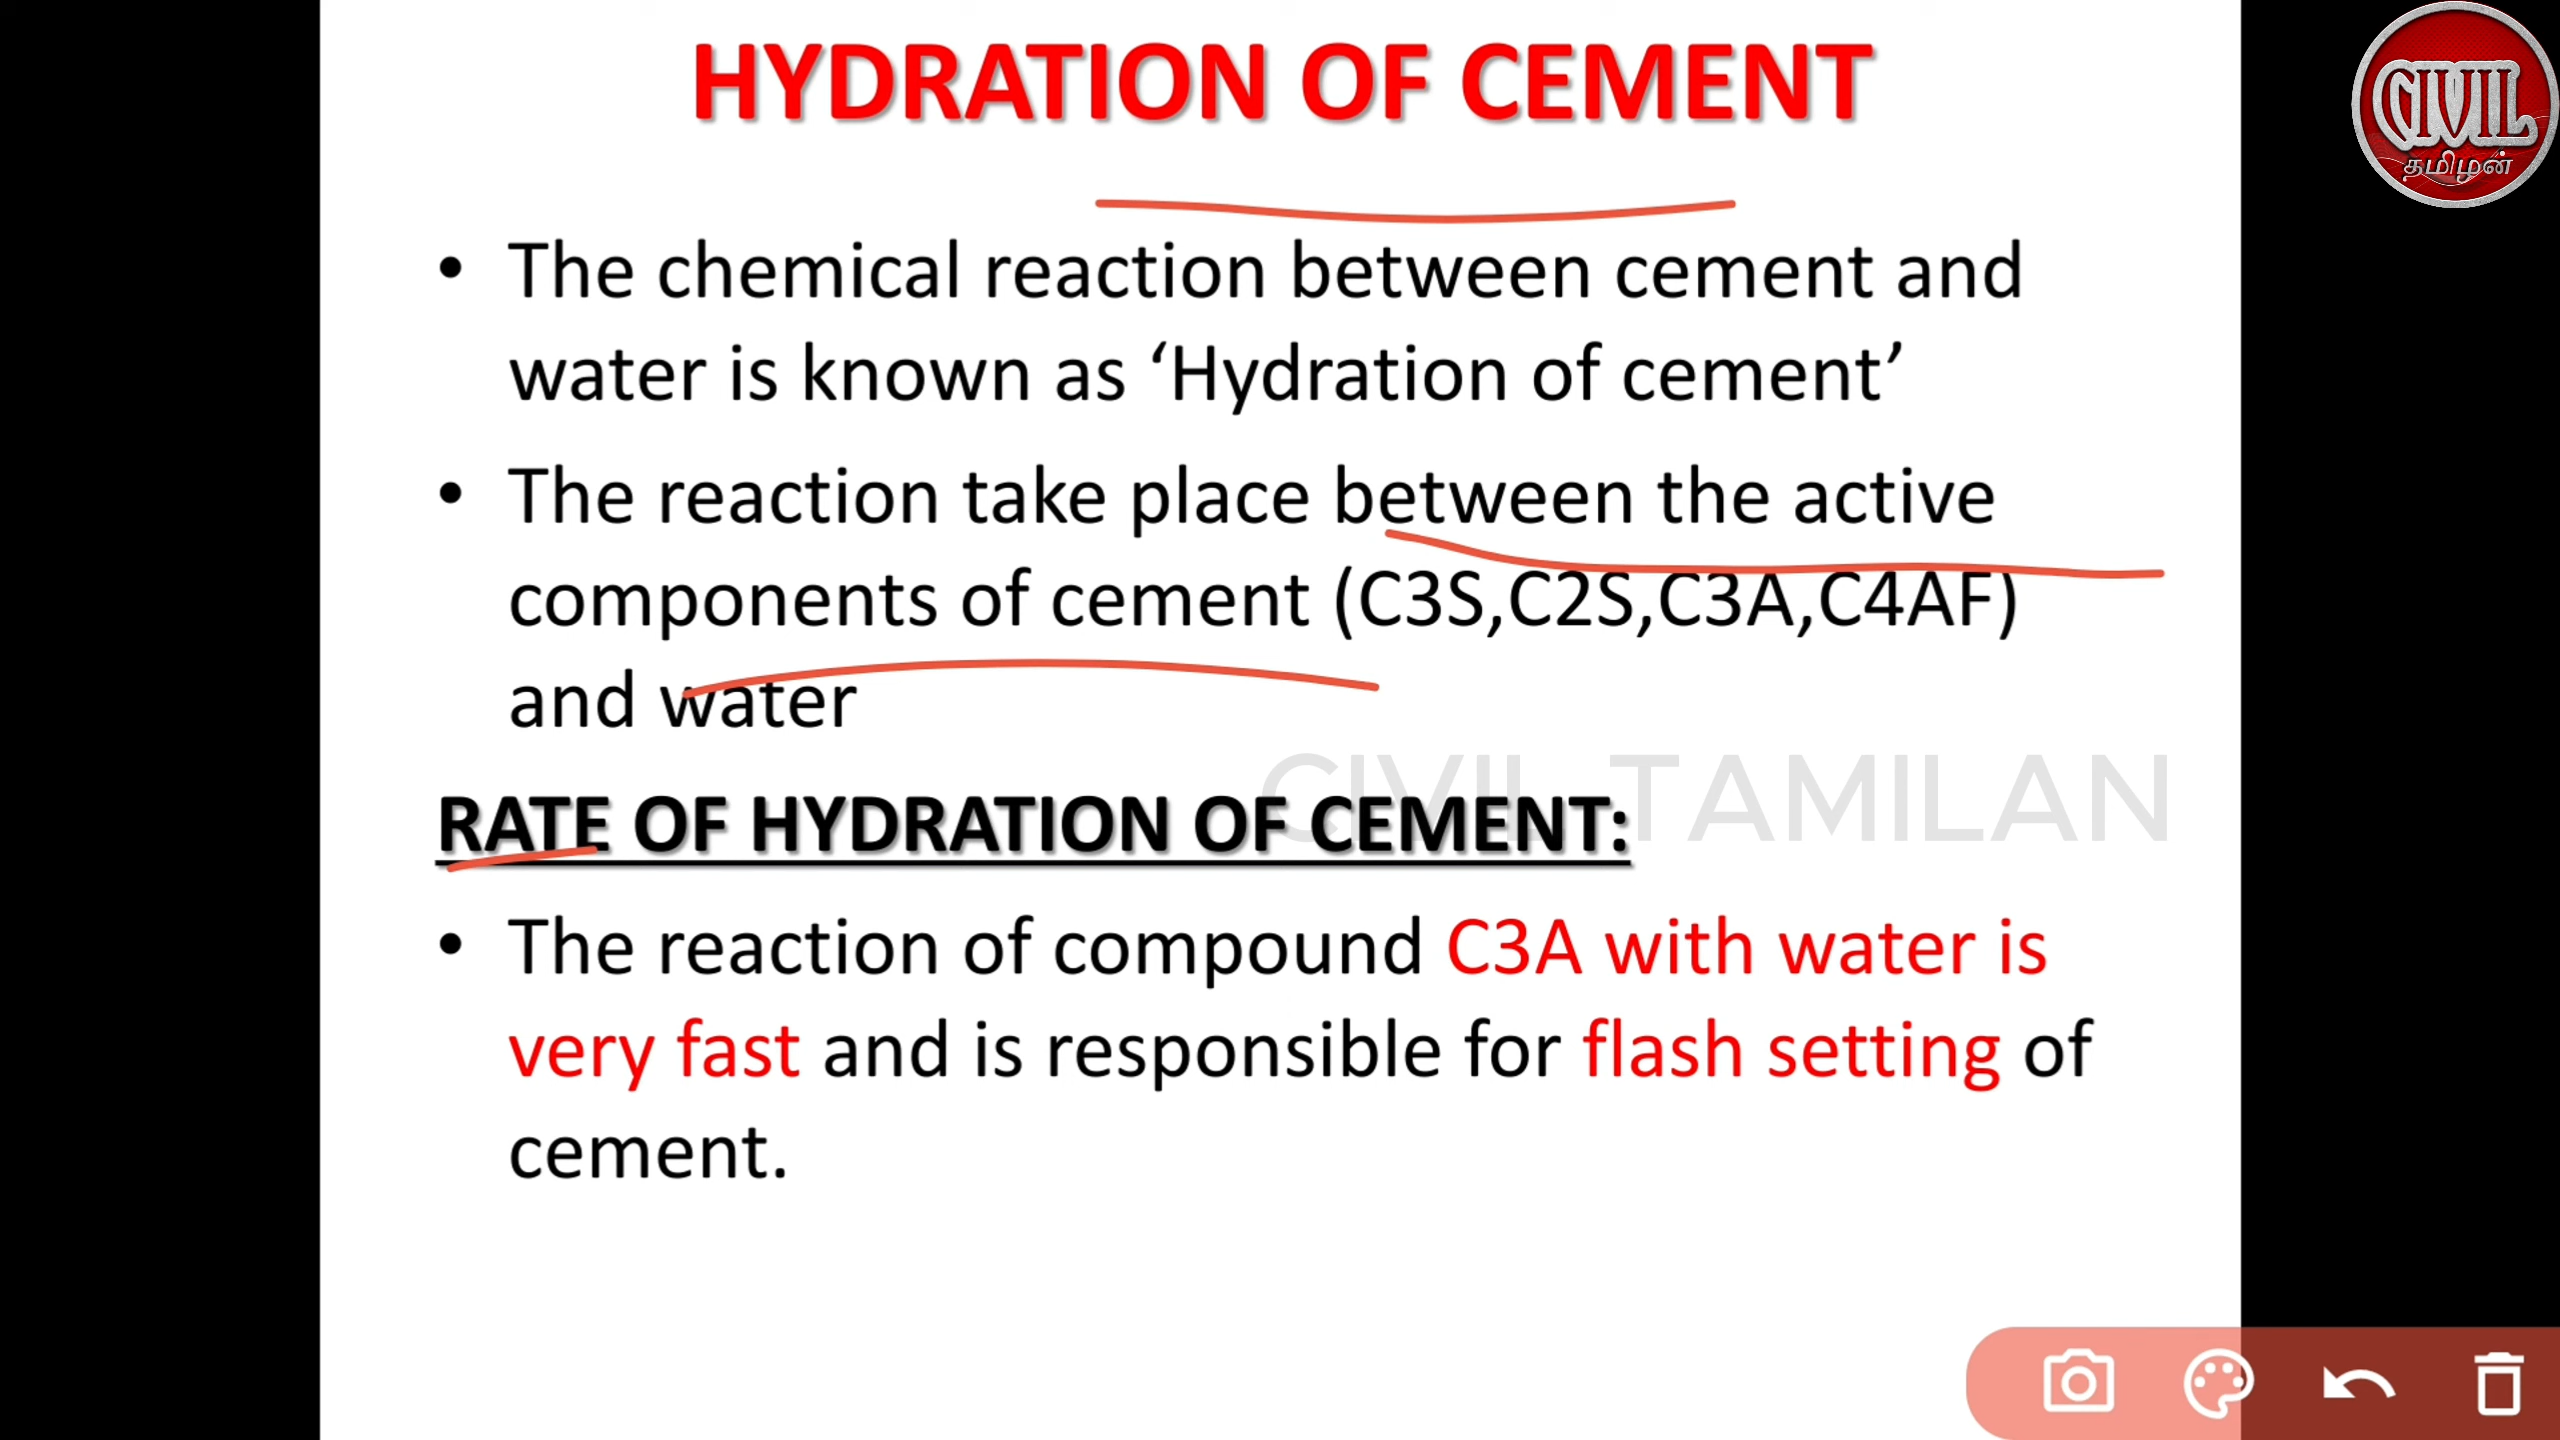 HYDRATION OF CEMENT
CIVIL
தமிழன்
• The chemical reaction between cement and
water is known as ‘Hydration of cement’
• The reaction take place between the active
components of cement (C3S,C2S,C3A,C4AF)
and water
CIVIL TAMILAN
RATE OF HYDRATION OF CEMENT:
• The reaction of compound C3A with water is
very fast and is responsible for flash setting of
cement.